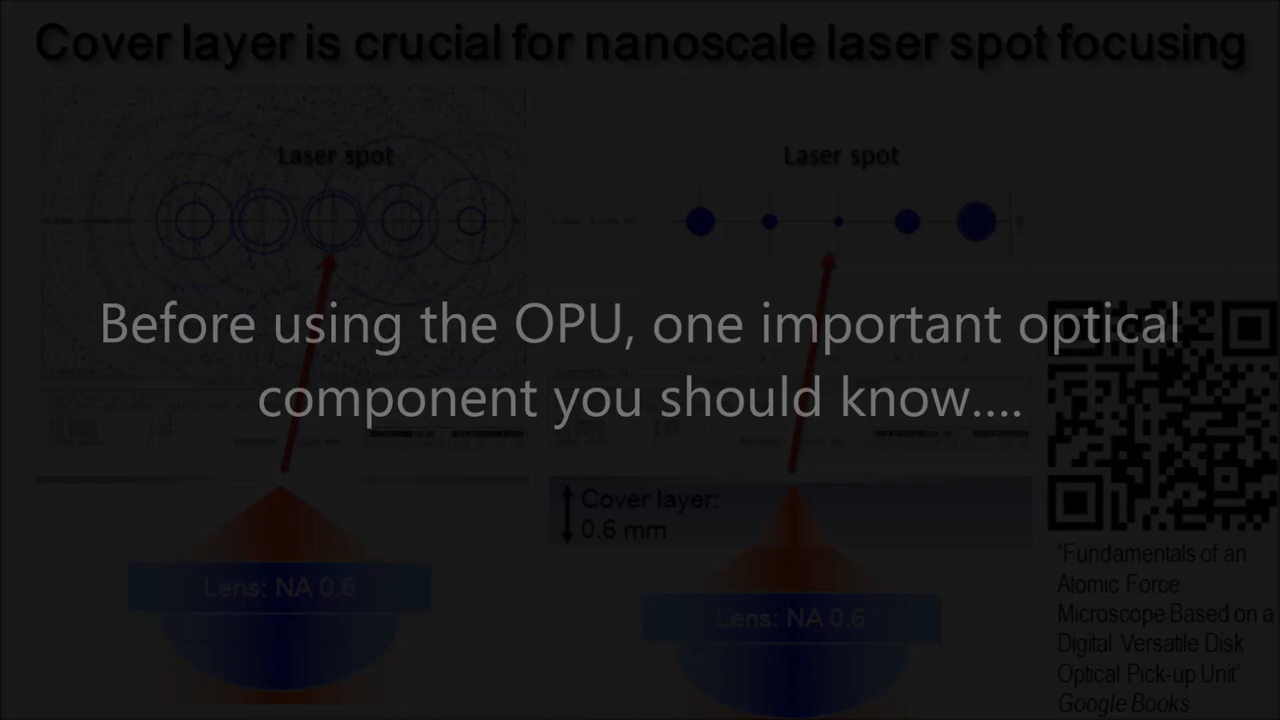 Cover layer is crucial for nanoscale laser spot focusing
Laser spot
Laser spot
Before using the OPU, one important optical
component you should know....
Cover layer:
0.6 mm
Lens: NA 0.6
Lens: NA 0.6
"Fundamentals of an
Atomic Force
Microscope Based on a
Digital Versatile Disk
Optical Pick-up Unit'
Google Books